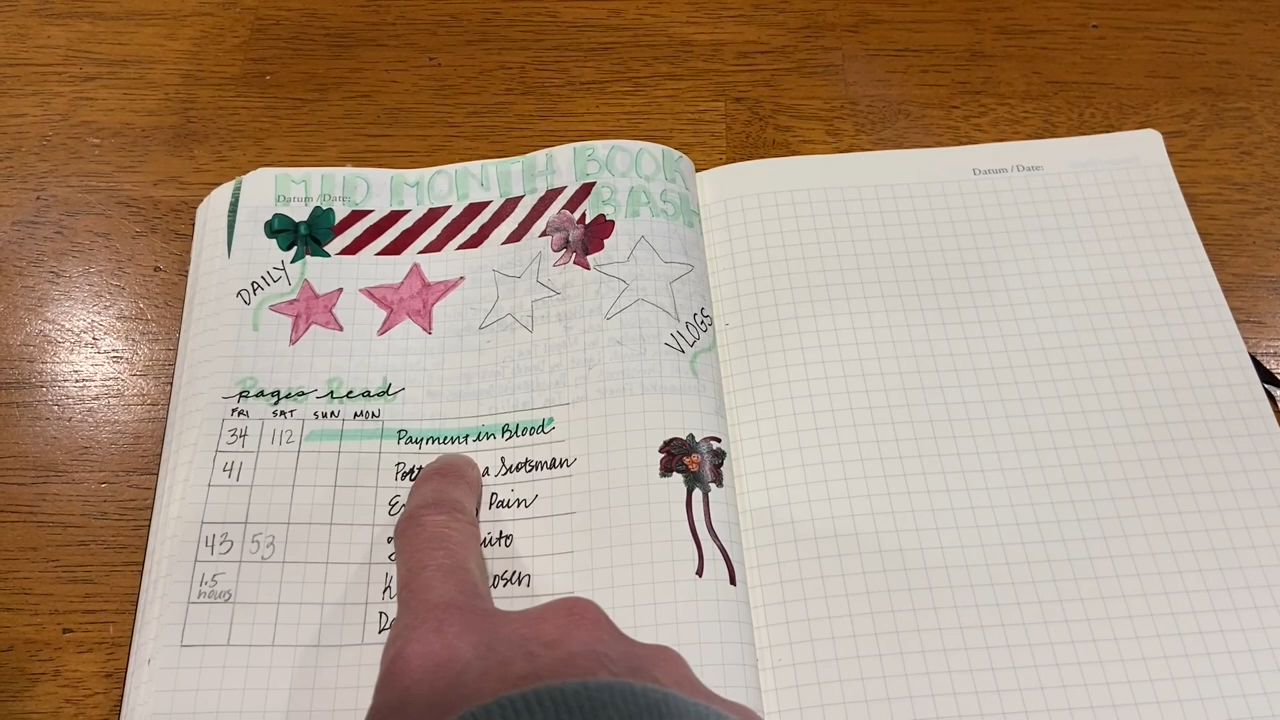 MID MONTH BOOK
BASH
Datum / Date:
Datum / Date:
DAILY
VLOGS
pages read
FRI SAT SUN MON
34 112 Payment in Blood
41 a Scotsman
Pain
43 53
1.5
hours